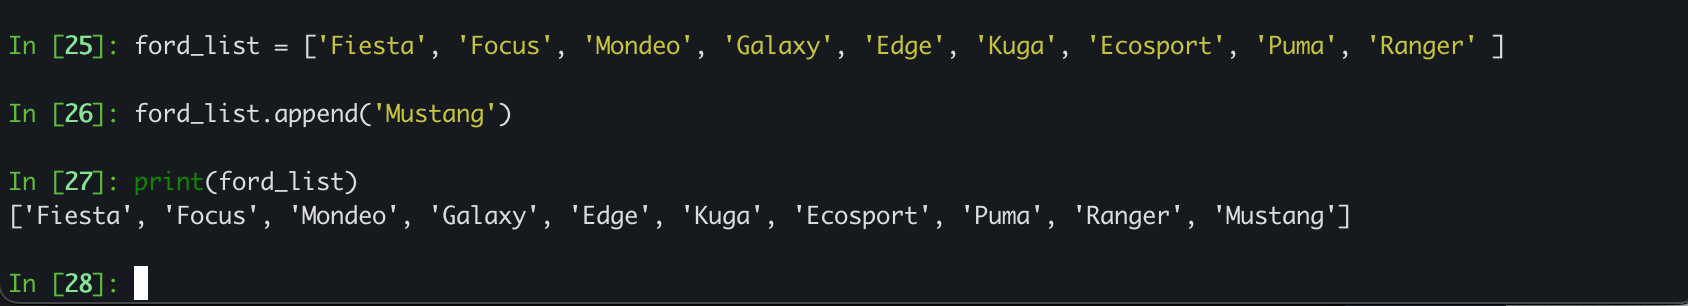 In [25]: ford_list = ['Fiesta', 'Focus', 'Mondeo', 'Galaxy', 'Edge', 'Kuga', 'Ecosport', 'Puma', 'Ranger' ]
In [26]: ford_list.append('Mustang')
In [27]: print(ford_list)
['Fiesta', 'Focus', 'Mondeo', 'Galaxy', 'Edge', 'Kuga', 'Ecosport', 'Puma', 'Ranger', 'Mustang']
In [28]: